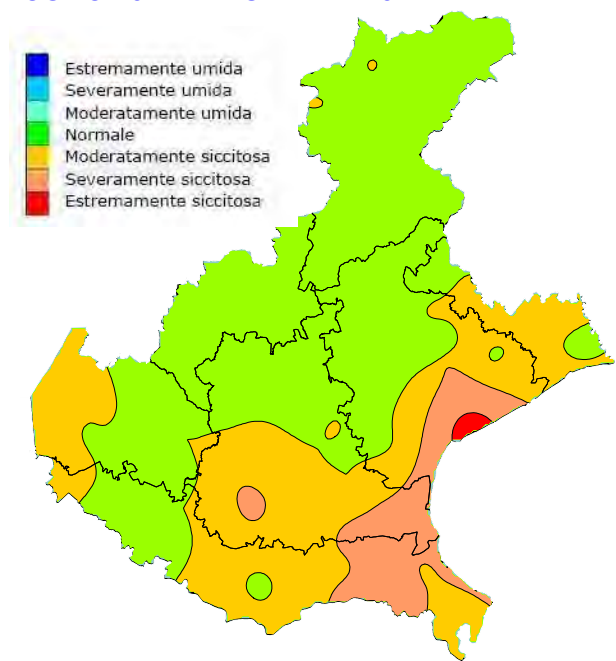 Estremamente umida
Severamente umida
Moderatamente umida
Normale
Moderatamente siccitosa
Severamente siccitosa
Estremamente siccitosa